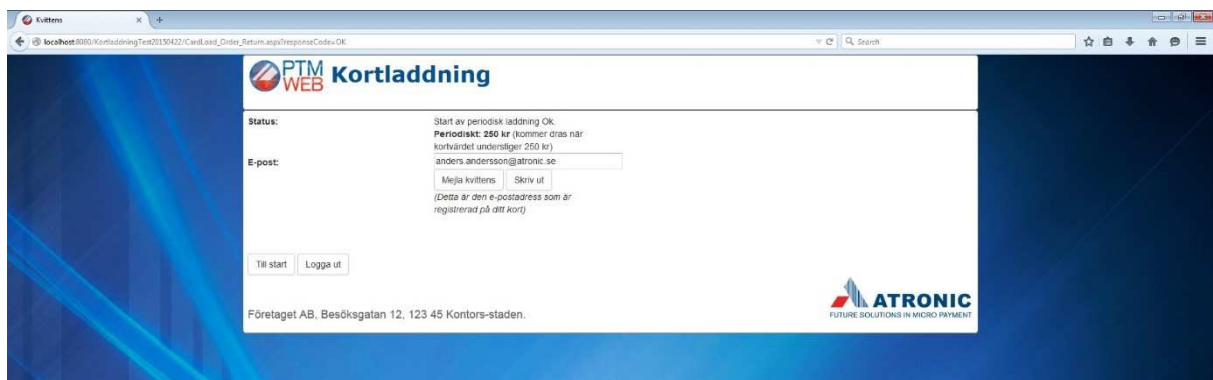 Kvittens
localhost:8080/KortladdningTest20150422/CardLoad_Order_Return.aspx?responseCode=OK
Search
PTM WEB Kortladdning
Status:
Start av periodisk laddning Ok.
Periodiskt: 250 kr (kommer dras när
kortvärdet understiger 250 kr)
E-post:
anders.andersson@atronic.se
Mejla kvittens
Skriv ut
(Detta är den e-postadress som är
registrerad på ditt kort)
Till start
Logga ut
ATRONIC
FUTURE SOLUTIONS IN MICRO PAYMENT
Företaget AB, Besöksgatan 12, 123 45 Kontors-staden.